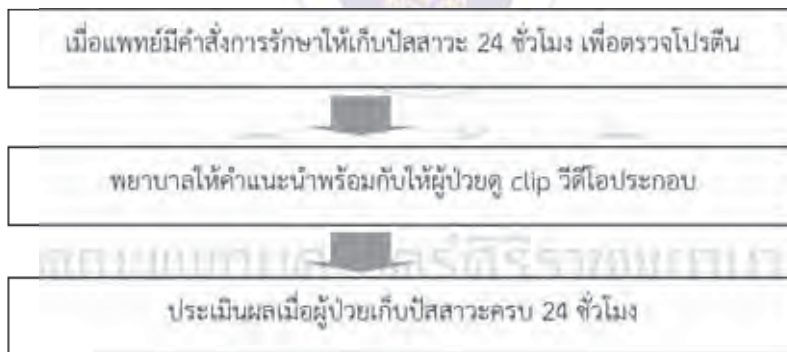 เมื่อแพทย์มีคำสั่งการรักษาให้เก็บปัสสาวะ 24 ชั่วโมง เพื่อตรวจโปรตีน
พยาบาลให้คำแนะนำพร้อมกับให้ผู้ป่วยดู clip วีดีโอประกอบ
ประเมินผลเมื่อผู้ป่วยเก็บปัสสาวะครบ 24 ชั่วโมง